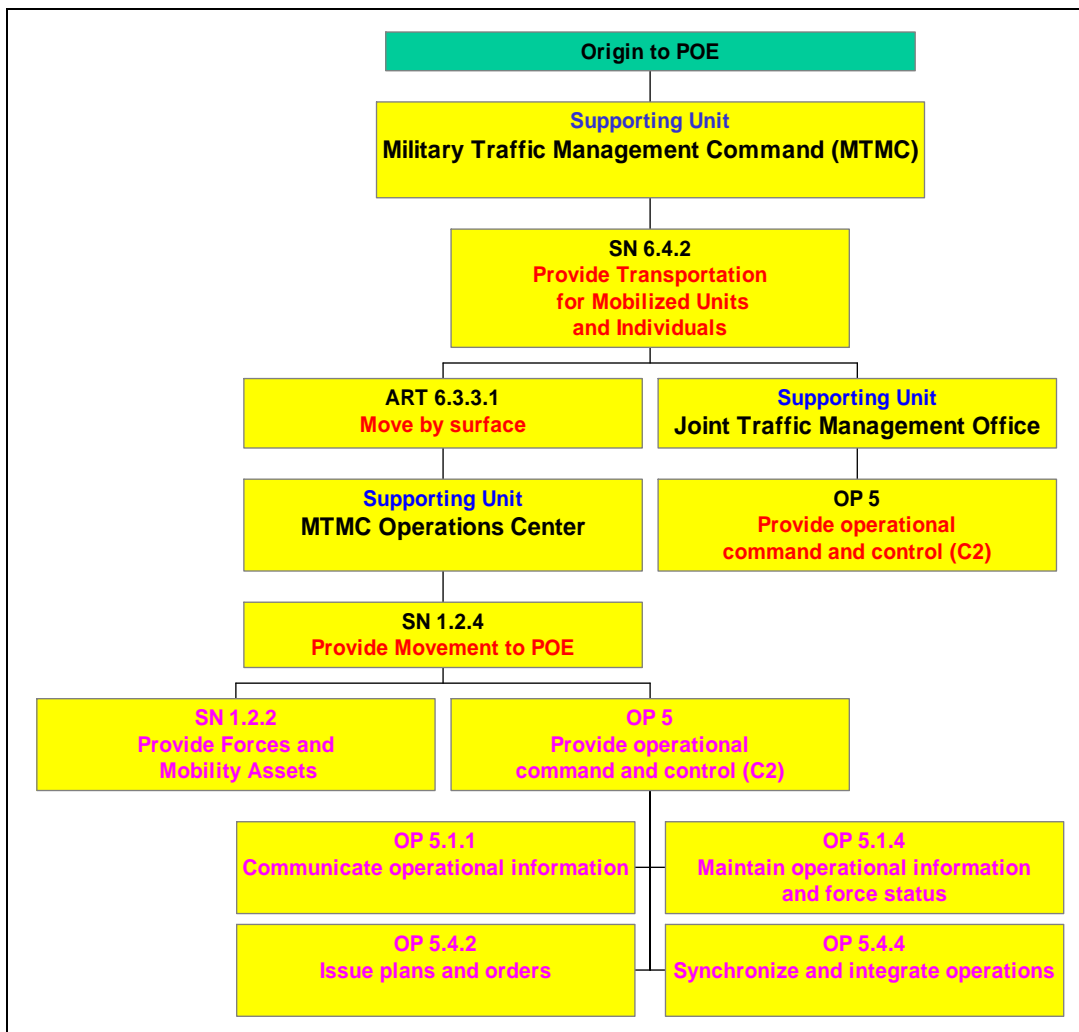 Origin to POE
Supporting Unit
Military Traffic Management Command (MTMC)
SN 6.4.2
Provide Transportation
for Mobilized Units
and Individuals
ART 6.3.3.1
Move by surface
Supporting Unit
Joint Traffic Management Office
Supporting Unit
MTMC Operations Center
OP 5
Provide operational
command and control (C2)
SN 1.2.4
Provide Movement to POE
SN 1.2.2
Provide Forces and
Mobility Assets
OP 5
Provide operational
command and control (C2)
OP 5.1.1
Communicate operational information
OP 5.1.4
Maintain operational information
and force status
OP 5.4.2
Issue plans and orders
OP 5.4.4
Synchronize and integrate operations